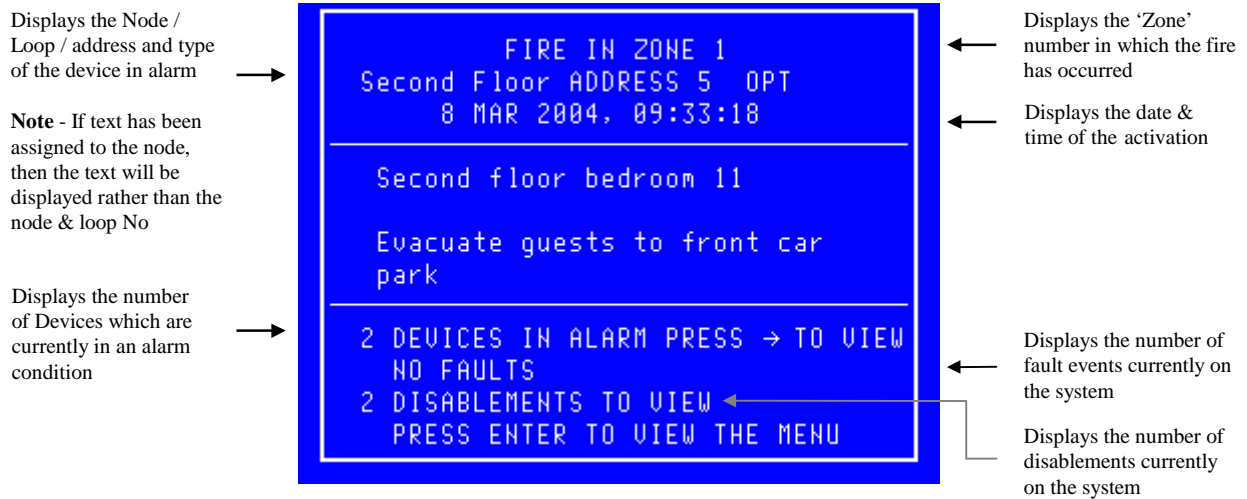 Displays the Node /
Loop / address and type
of the device in alarm
Note - If text has been
assigned to the node,
then the text will be
displayed rather than the
node & loop No
Displays the number
of Devices which are
currently in an alarm
condition
FIRE IN ZONE 1
Second Floor ADDRESS 5 OPT
8 MAR 2004, 09:33:18
Second floor bedroom 11
Evacuate guests to front car
park
2 DEVICES IN ALARM PRESS → TO VIEW
NO FAULTS
2 DISABLEMENTS TO VIEW
PRESS ENTER TO VIEW THE MENU
Displays the ‘Zone’
number in which the fire
has occurred
Displays the date &
time of the activation
Displays the number of
fault events currently on
the system
Displays the number of
disablements currently
on the system